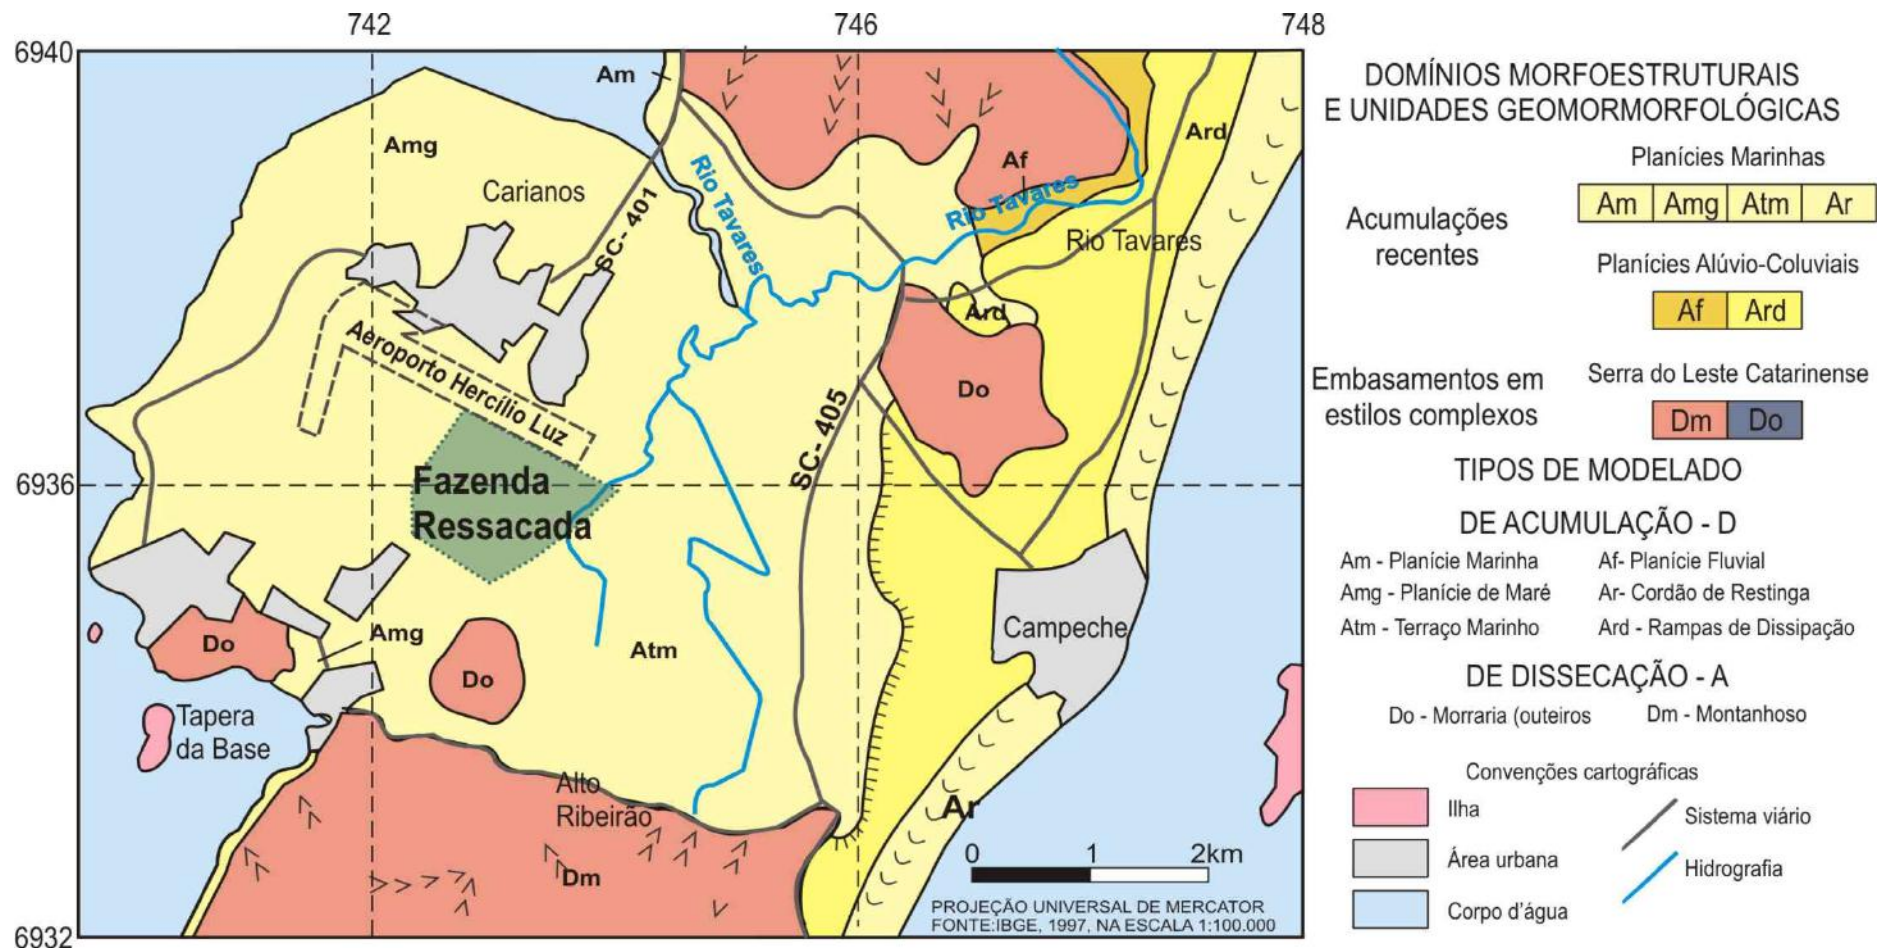 742
746
748
6940
6936
6932
Am
Amg
Carianos
SC- 401
Rio Tavares
Af
Ard
Rio Tavares
Rio Tavares
Ard
Do
Aeroporto Hercílio Luz
SC- 405
Fazenda
Ressacada
Do
Amg
Do
Atm
Campeche
Tapera
da Base
Alto
Ribeirão
Dm
Ar
0 1 2km
PROJEÇÃO UNIVERSAL DE MERCATOR
FONTE:IBGE, 1997, NA ESCALA 1:100.000
DOMÍNIOS MORFOESTRUTURAIS
E UNIDADES GEOMORMORFOLÓGICAS
Planícies Marinhas
Acumulações
recentes
Am Amg Atm Ar
Planícies Alúvio-Coluviais
Af Ard
Embasamentos em
estilos complexos
Serra do Leste Catarinense
Dm Do
TIPOS DE MODELADO
DE ACUMULAÇÃO - D
Am - Planície Marinha Af- Planície Fluvial
Amg - Planície de Maré Ar- Cordão de Restinga
Atm - Terraço Marinho Ard - Rampas de Dissipação
DE DISSECAÇÃO - A
Do - Morraria (outeiros Dm - Montanhoso
Convenções cartográficas
Ilha
Sistema viário
Área urbana
Hidrografia
Corpo d'água